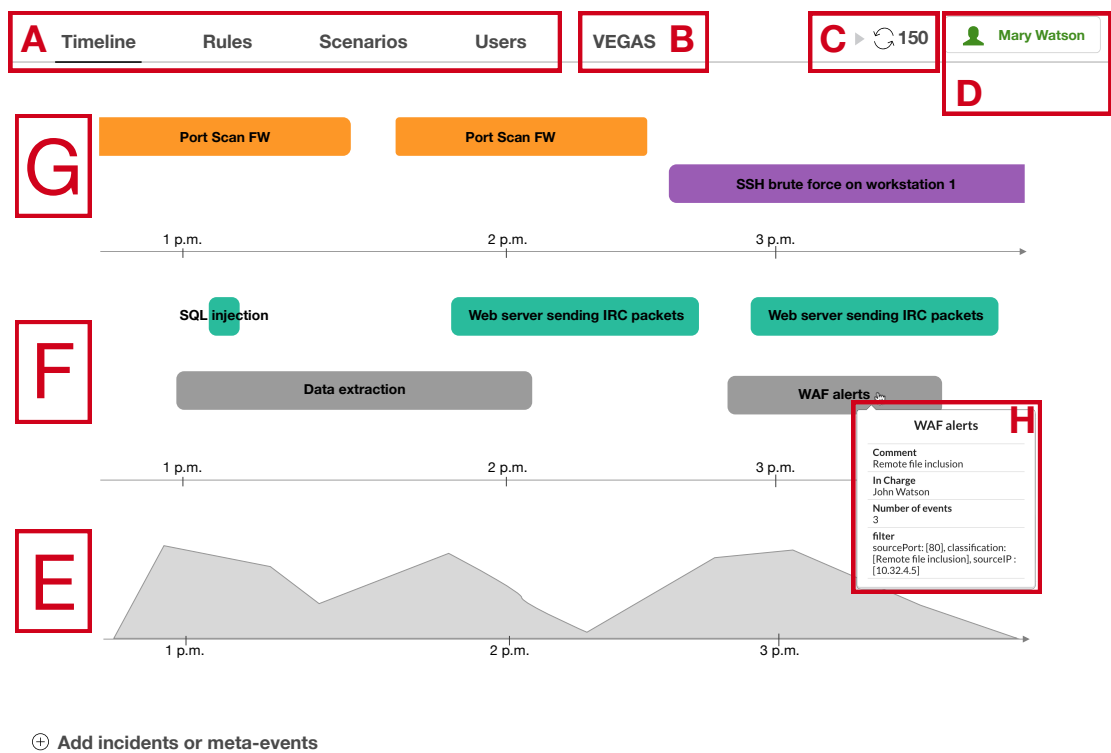 A Timeline Rules Scenarios Users VEGAS B C 150 Mary Watson
D
G
Port Scan FW Port Scan FW
SSH brute force on workstation 1
1 p.m. 2 p.m. 3 p.m.
F
SQL injection Web server sending IRC packets Web server sending IRC packets
Data extraction WAF alerts
1 p.m. 2 p.m. 3 p.m.
H
WAF alerts
Comment
Remote file inclusion
In Charge
John Watson
Number of events
3
filter
sourcePort: [80], classification:
[Remote file inclusion], sourceIP :
[10.32.4.5]
E
1 p.m. 2 p.m. 3 p.m.
Add incidents or meta-events